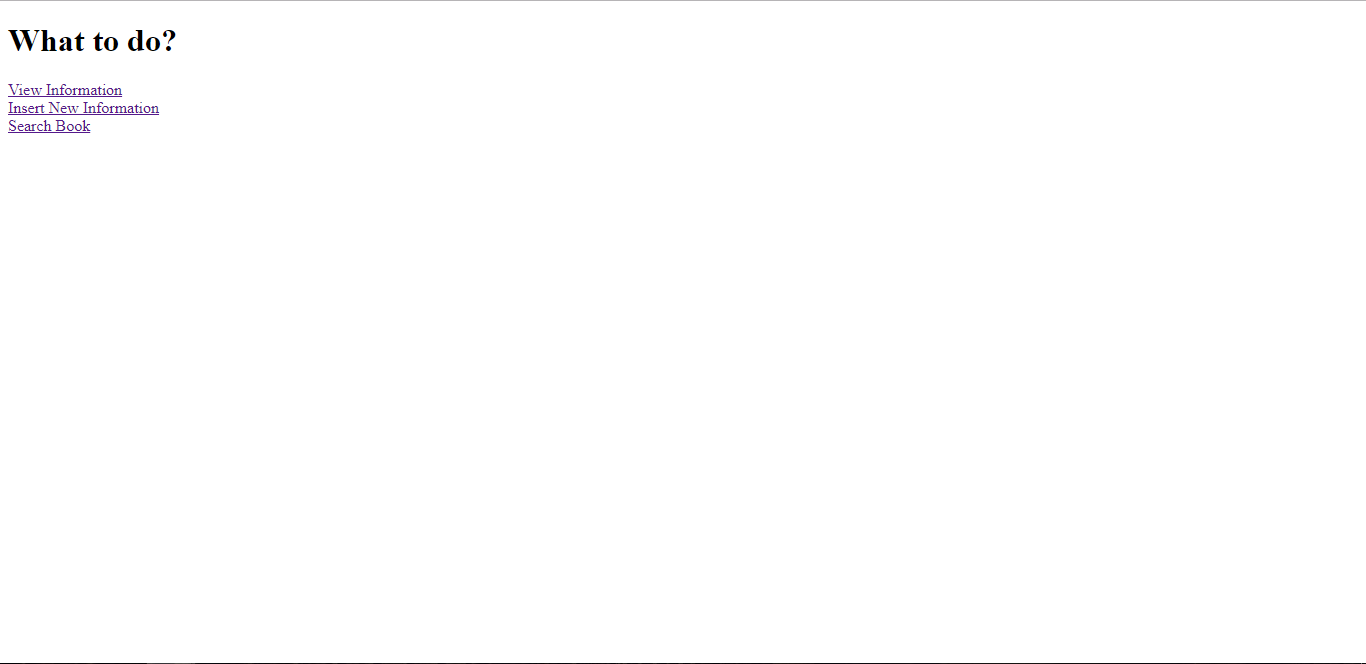 What to do?
View Information
Insert New Information
Search Book